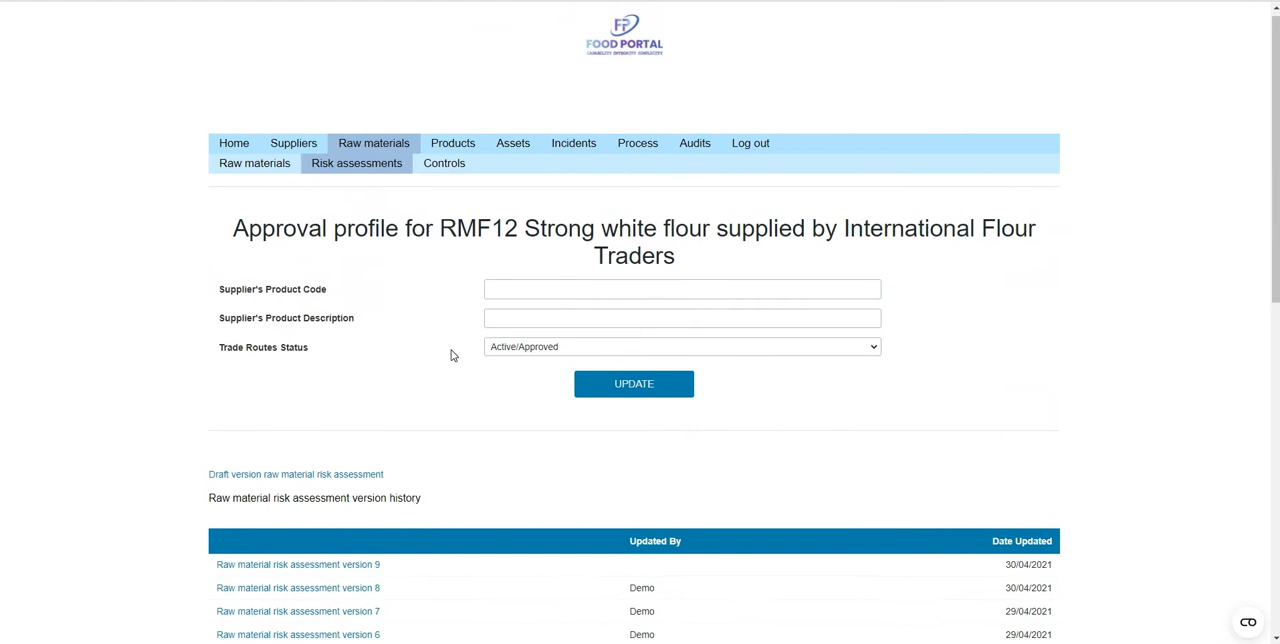 FP
FOOD PORTAL
CAPABILITY INTEGRITY SIMPLICITY
Home Suppliers Raw materials Products Assets Incidents Process Audits Log out
Raw materials Risk assessments Controls
Approval profile for RMF12 Strong white flour supplied by International Flour
Traders
Supplier's Product Code
Supplier's Product Description
Trade Routes Status Active/Approved
UPDATE
Draft version raw material risk assessment
Raw material risk assessment version history
Updated By Date Updated
Raw material risk assessment version 9 30/04/2021
Raw material risk assessment version 8 Demo 30/04/2021
Raw material risk assessment version 7 Demo 29/04/2021
Raw material risk assessment version 6 Demo 29/04/2021